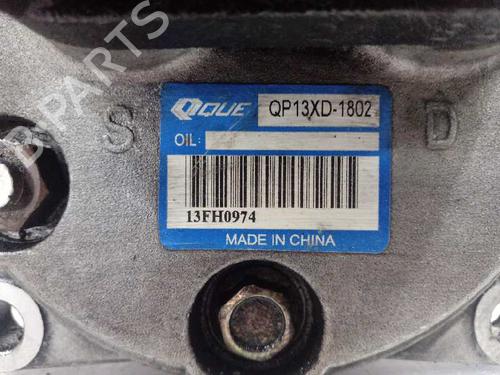 QUE QP13XD-1802
S D
OIL:
13FH0974
MADE IN CHINA
B-PARTS